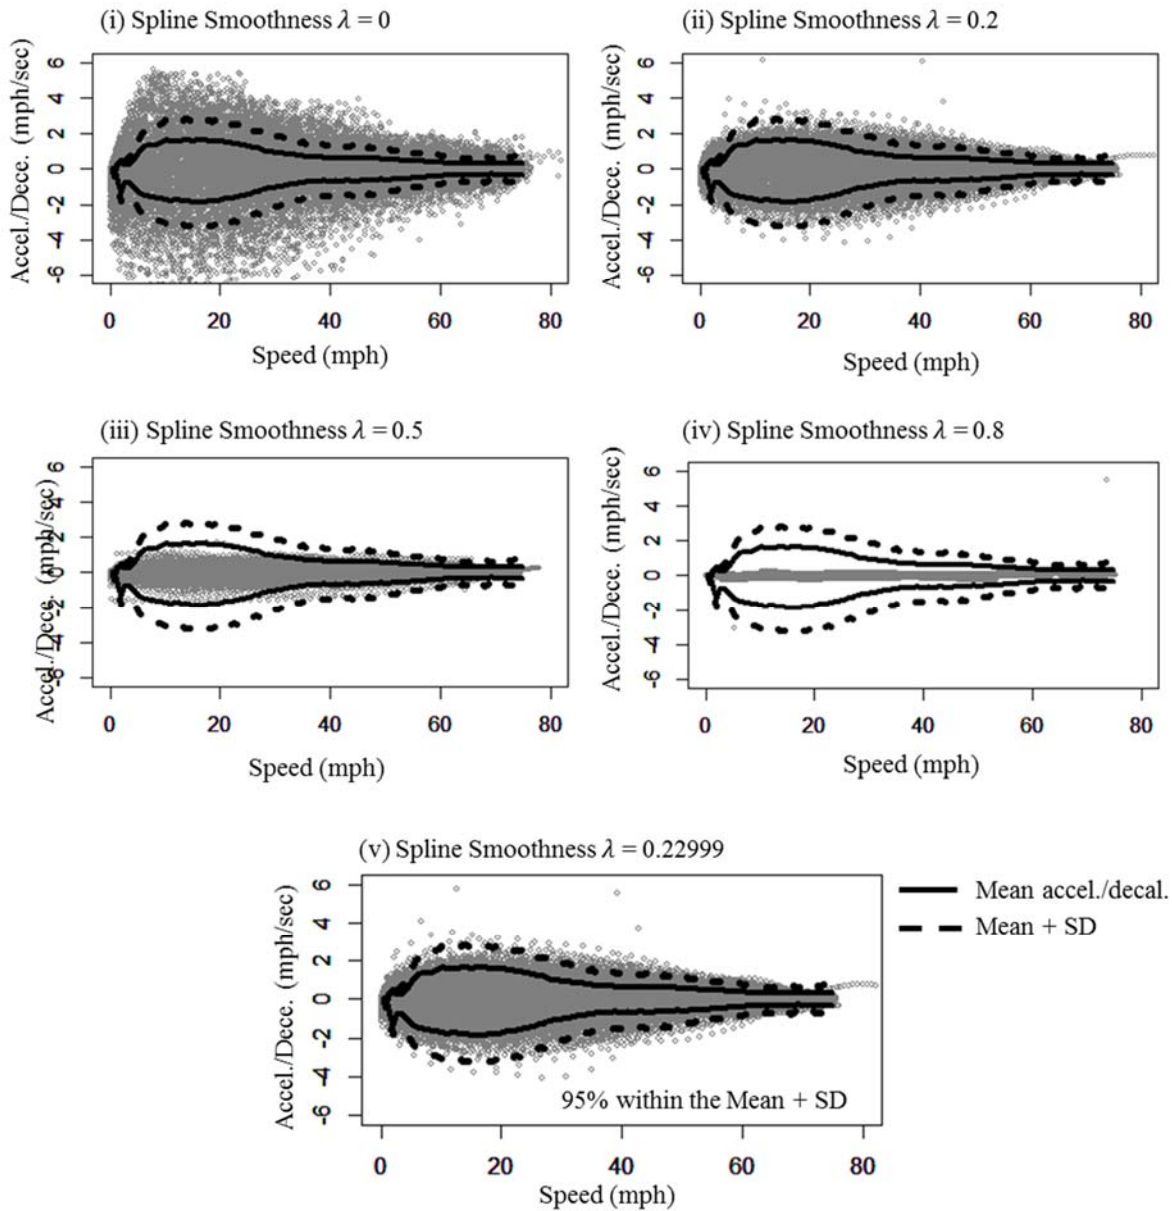 (i) Spline Smoothness λ = 0
Accel./Dece. (mph/sec)
6
4
2
0
-2
-4
-6
0 20 40 60 80
Speed (mph)
(ii) Spline Smoothness λ = 0.2
Accel./Dece. (mph/sec)
6
4
2
0
-2
-4
-6
0 20 40 60 80
Speed (mph)
(iii) Spline Smoothness λ = 0.5
Accel./Dece. (mph/sec)
6
4
2
0
-2
-4
-6
0 20 40 60 80
Speed (mph)
(iv) Spline Smoothness λ = 0.8
Accel./Dece. (mph/sec)
6
4
2
0
-2
-4
-6
0 20 40 60 80
Speed (mph)
(v) Spline Smoothness λ = 0.22999
Accel./Dece. (mph/sec)
6
4
2
0
-2
-4
-6
95% within the Mean + SD
0 20 40 60 80
Speed (mph)
Mean accel./decal.
Mean + SD